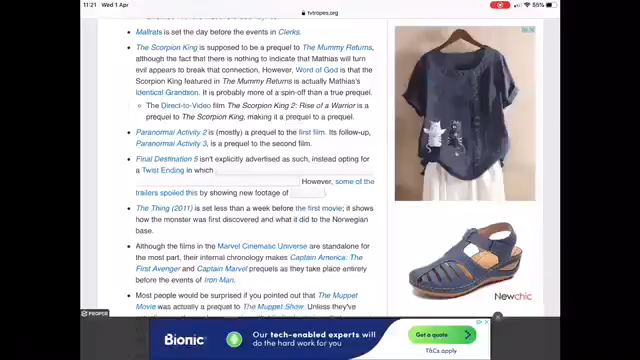 11:21 Wed 1 Apr
55%
tvtropes.org
Mallrats is set the day before the events in Clerks.
The Scorpion King is supposed to be a prequel to The Mummy Returns,
although the fact that there is nothing to indicate that Mathias will turn
evil appears to break that connection. However, Word of God is that the
Scorpion King featured in The Mummy Returns is actually Mathias's
Identical Grandson. It is probably more of a spin-off than a true prequel.
The Direct-to-Video film The Scorpion King 2: Rise of a Warrior is a
prequel to The Scorpion King, making it a prequel to a prequel.
Paranormal Activity 2 is (mostly) a prequel to the first film. Its follow-up,
Paranormal Activity 3, is a prequel to the second film.
Final Destination 5 isn't explicitly advertised as such, instead opting for
a Twist Ending in which
However, some of the
trailers spoiled this by showing new footage of
The Thing (2011) is set less than a week before the first movie; it shows
how the monster was first discovered and what it did to the Norwegian
base.
Although the films in the Marvel Cinematic Universe are standalone for
the most part, their internal chronology makes Captain America: The
First Avenger and Captain Marvel prequels as they take place entirely
before the events of Iron Man.
Most people would be surprised if you pointed out that The Muppet
Movie was actually a prequel to The Muppet Show. Unless they've
Newchic
Bionic
Our tech-enabled experts will
do the hard work for you
Get a quote
T&Cs apply